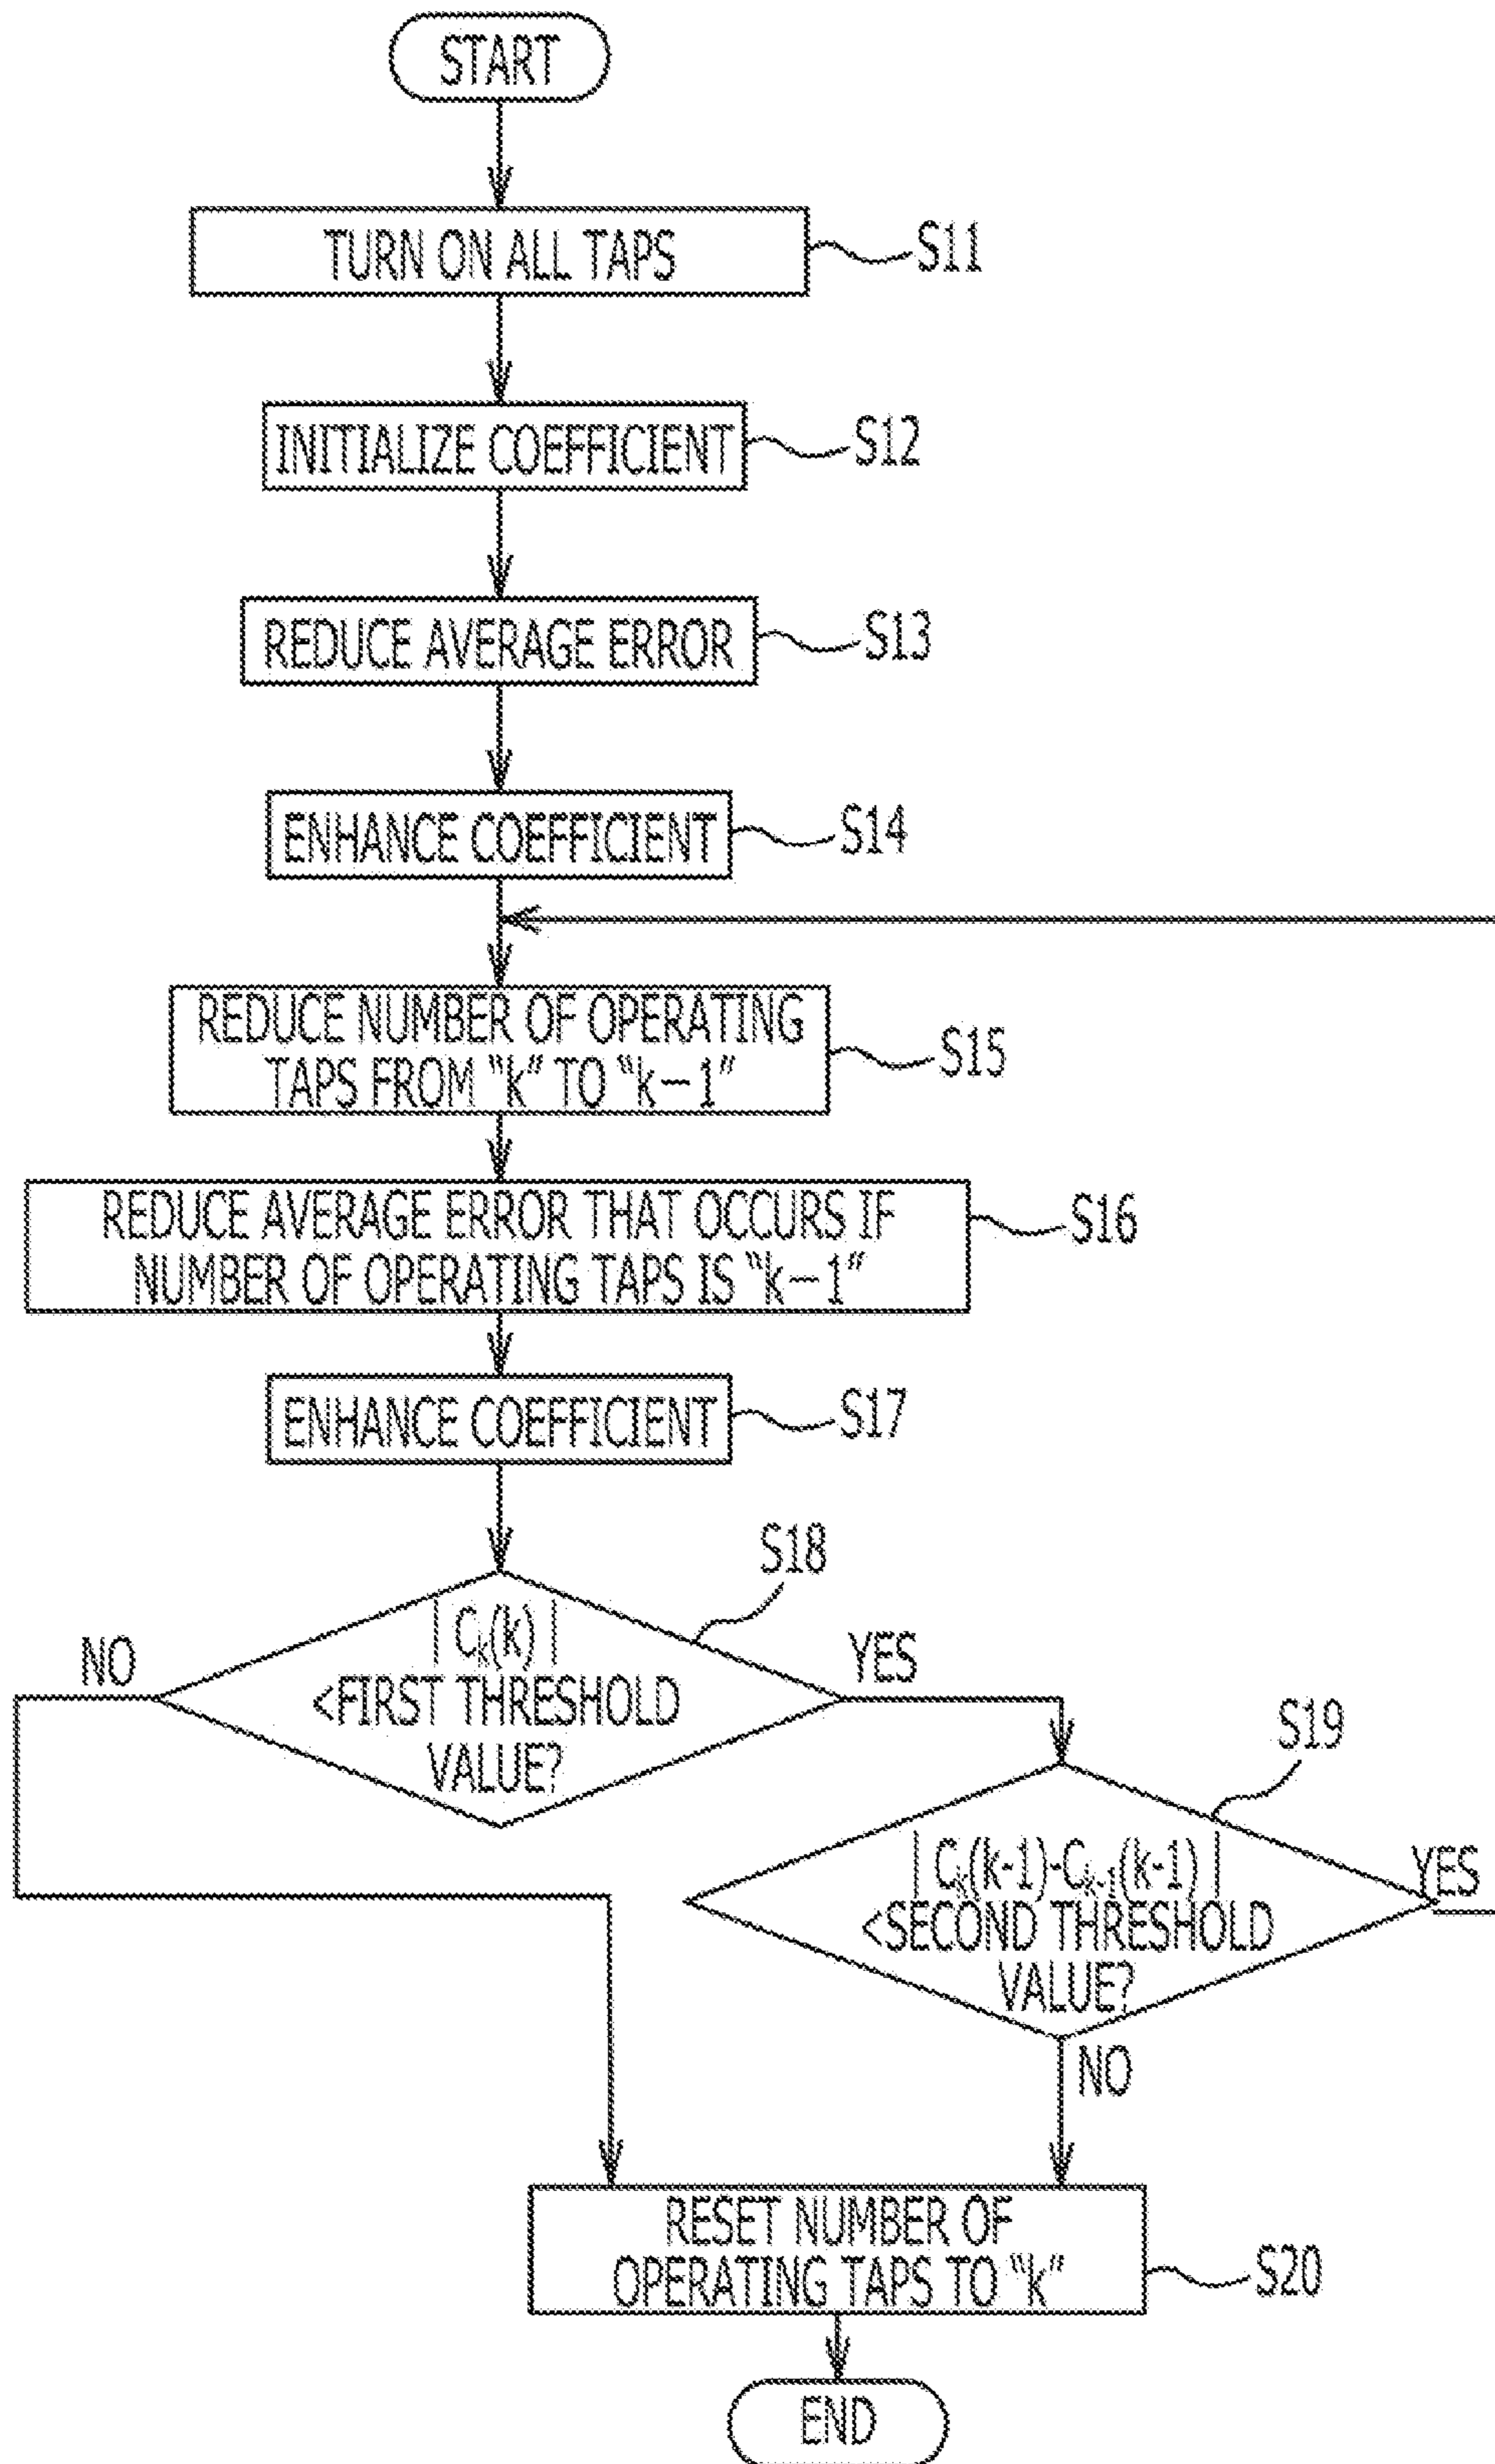 START
TURN ON ALL TAPS
S11
INITIALIZE COEFFICIENT
S12
REDUCE AVERAGE ERROR
S13
ENHANCE COEFFICIENT
S14
REDUCE NUMBER OF OPERATING
TAPS FROM “k” TO “k−1”
S15
REDUCE AVERAGE ERROR THAT OCCURS IF
NUMBER OF OPERATING TAPS IS “k−1”
S16
ENHANCE COEFFICIENT
S17
S18
| Ck(k) |
<FIRST THRESHOLD
VALUE?
NO
YES
S19
| Ck(k-1)-Ck-1(k-1) |
<SECOND THRESHOLD
VALUE?
YES
NO
RESET NUMBER OF
OPERATING TAPS TO “k”
S20
END